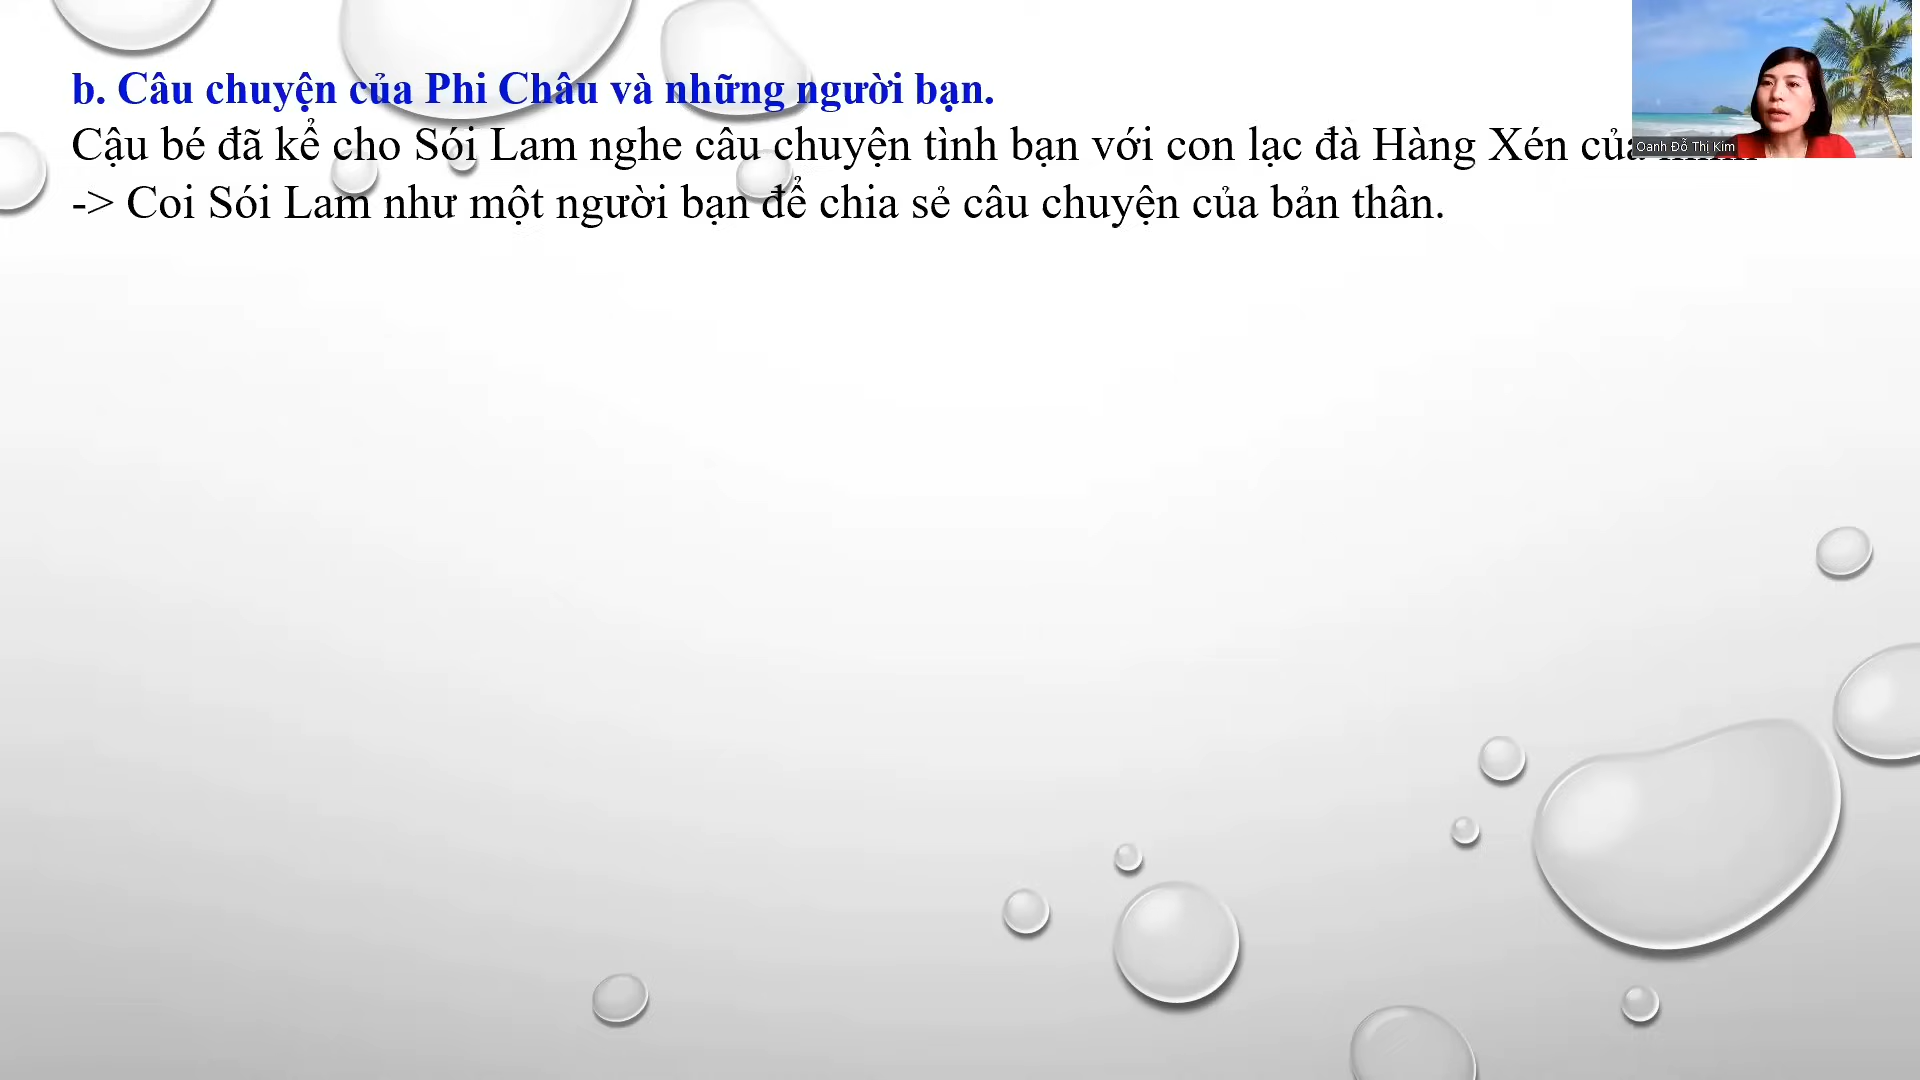 b. Câu chuyện của Phi Châu và những người bạn.
Cậu bé đã kể cho Sói Lam nghe câu chuyện tình bạn với con lạc đà Hàng Xén của
-> Coi Sói Lam như một người bạn để chia sẻ câu chuyện của bản thân.
Oanh Đỗ Thị Kim